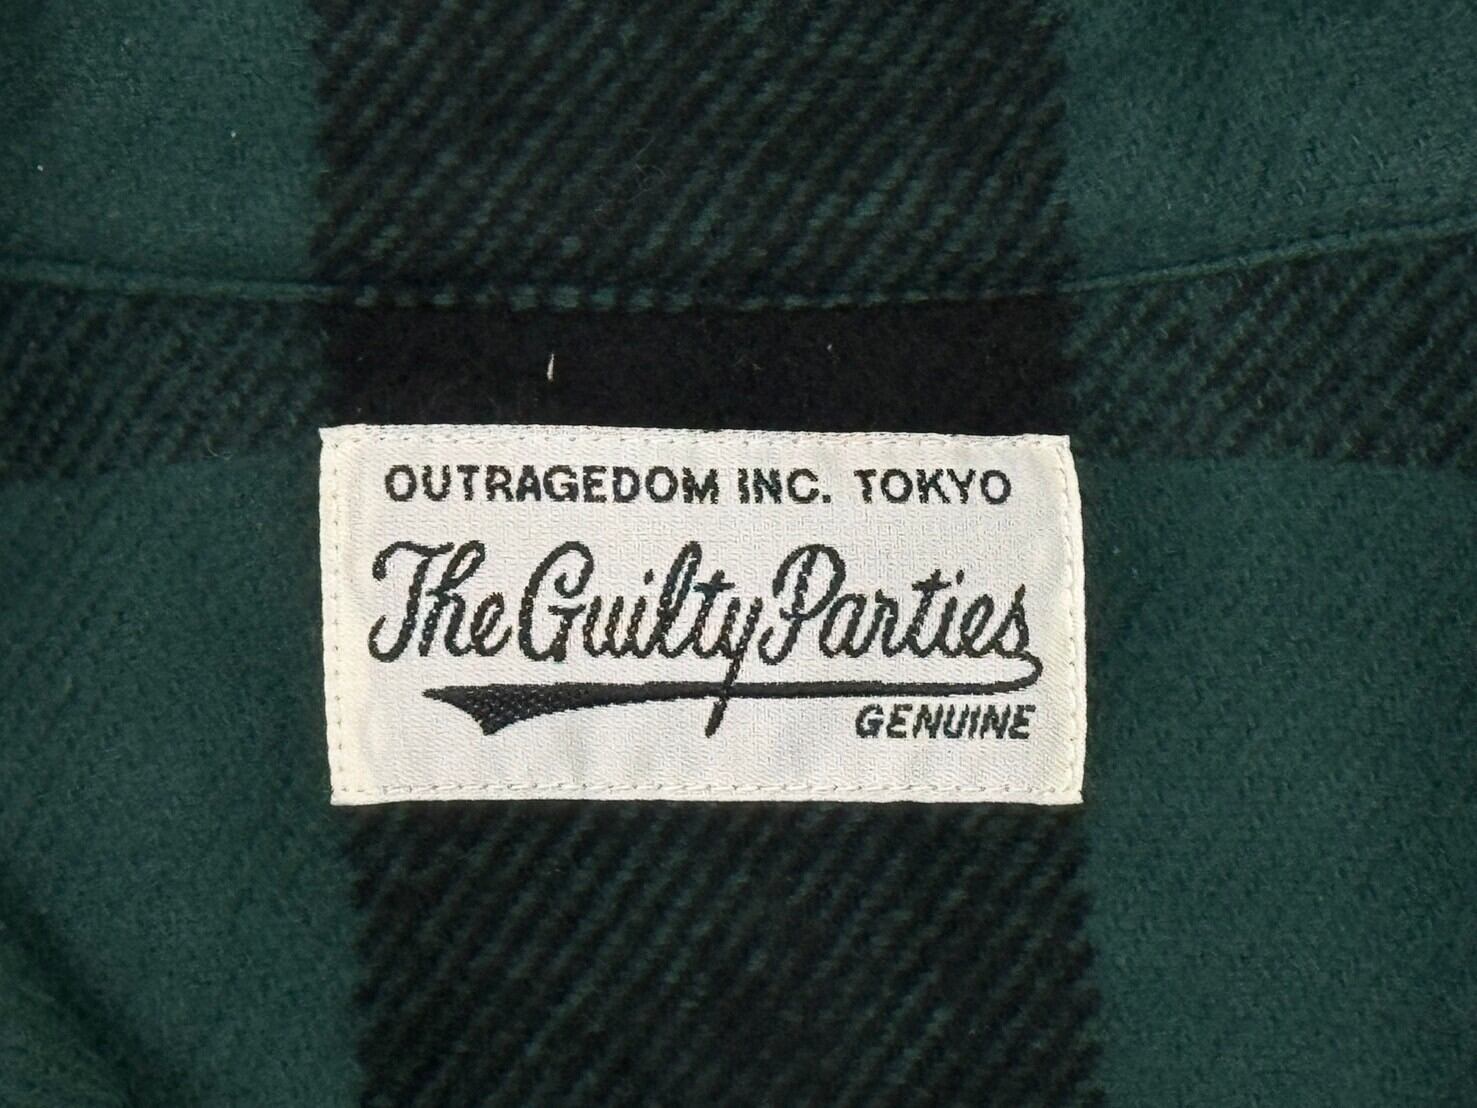 OUTRAGEDOM INC. TOKYO
The Guilty Parties
GENUINE